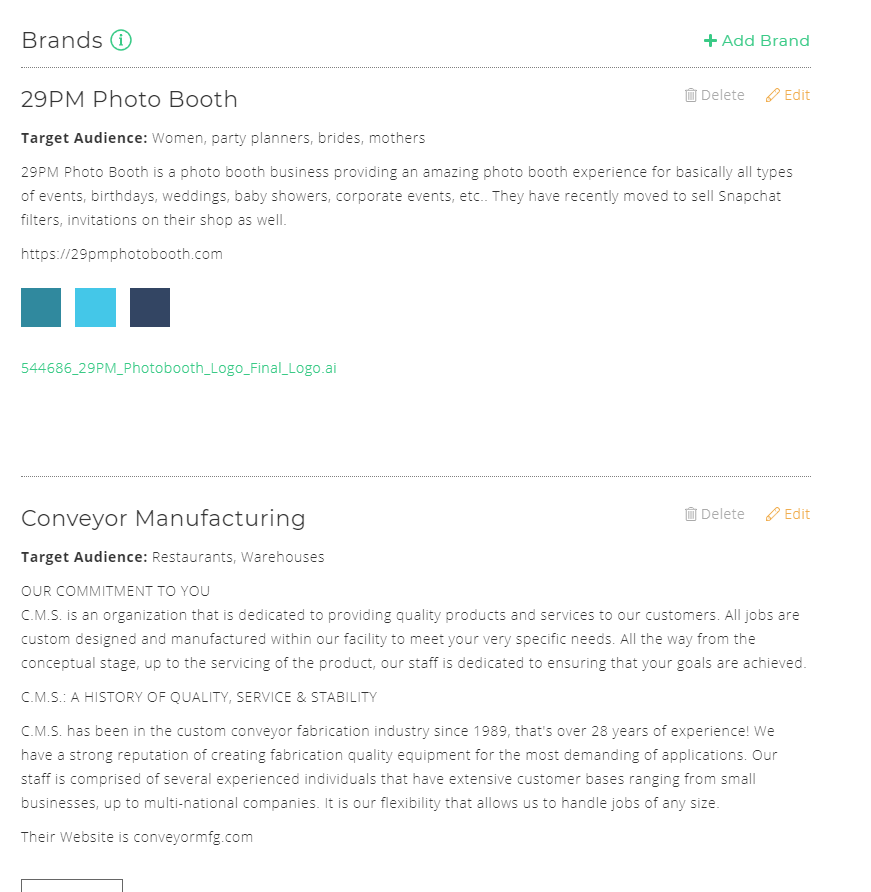 Brands
+ Add Brand
29PM Photo Booth
Delete
Edit
Target Audience: Women, party planners, brides, mothers
29PM Photo Booth is a photo booth business providing an amazing photo booth experience for basically all types
of events, birthdays, weddings, baby showers, corporate events, etc.. They have recently moved to sell Snapchat
filters, invitations on their shop as well.
https://29pmphotobooth.com
544686_29PM_Photobooth_Logo_Final_Logo.ai
Conveyor Manufacturing
Delete
Edit
Target Audience: Restaurants, Warehouses
OUR COMMITMENT TO YOU
C.M.S. is an organization that is dedicated to providing quality products and services to our customers. All jobs are
custom designed and manufactured within our facility to meet your very specific needs. All the way from the
conceptual stage, up to the servicing of the product, our staff is dedicated to ensuring that your goals are achieved.
C.M.S.: A HISTORY OF QUALITY, SERVICE & STABILITY
C.M.S. has been in the custom conveyor fabrication industry since 1989, that's over 28 years of experience! We
have a strong reputation of creating fabrication quality equipment for the most demanding of applications. Our
staff is comprised of several experienced individuals that have extensive customer bases ranging from small
businesses, up to multi-national companies. It is our flexibility that allows us to handle jobs of any size.
Their Website is conveyormfg.com